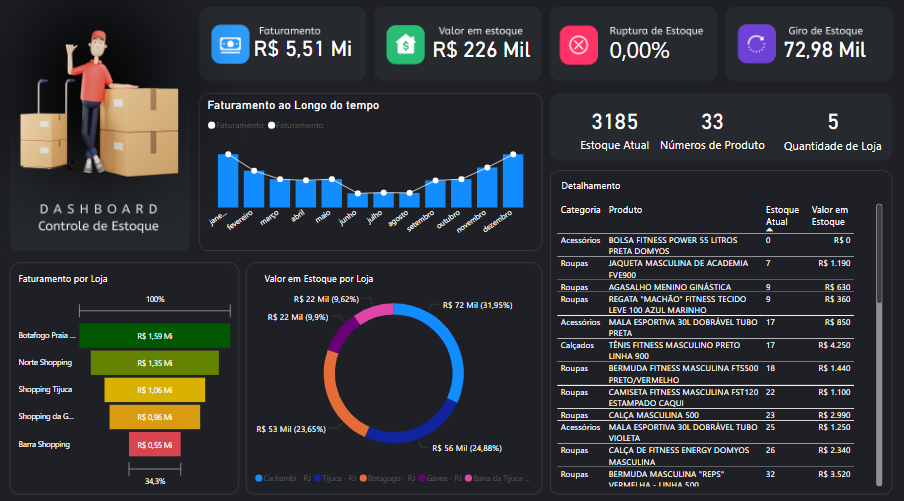 Faturamento
R$ 5,51 Mi
Valor em estoque
R$ 226 Mil
Ruptura de Estoque
0,00%
Giro de Estoque
72,98 Mil
DASHBOARD
Controle de Estoque
Faturamento ao Longo do tempo
Faturamento Faturamento
jane...
fevereiro
março
abril
maio
junho
julho
agosto
setembro
outubro
novembro
dezembro
3185
Estoque Atual
33
Números de Produto
5
Quantidade de Loja
Faturamento por Loja
100%
Botafogo Praia ... R$ 1,59 Mi
Norte Shopping R$ 1,35 Mi
Shopping Tijuca R$ 1,06 Mi
Shopping da G... R$ 0,96 Mi
Barra Shopping R$ 0,55 Mi
34,3%
Valor em Estoque por Loja
R$ 22 Mil (9,62%)
R$ 22 Mil (9,9%)
R$ 72 Mil (31,95%)
R$ 53 Mil (23,65%)
R$ 56 Mil (24,88%)
Cachambi - RJ Tijuca - RJ Botagogo - RJ Gávea - RJ Barra da Tijuca ...
Detalhamento
Categoria Produto Estoque Atual Valor em Estoque
Acessórios BOLSA FITNESS POWER 55 LITROS 0 R$ 0
PRETA DOMYOS
Roupas JAQUETA MASCULINA DE ACADEMIA 7 R$ 1.190
FVE900
Roupas AGASALHO MENINO GINÁSTICA 9 R$ 630
Roupas REGATA "MACHÃO" FITNESS TECIDO 9 R$ 360
LEVE 100 AZUL MARINHO
Acessórios MALA ESPORTIVA 30L DOBRÁVEL TUBO 17 R$ 850
PRETA
Calçados TÊNIS FITNESS MASCULINO PRETO 17 R$ 4.250
LINHA 900
Roupas BERMUDA FITNESS MASCULINA FTS500 18 R$ 1.440
PRETO/VERMELHO
Roupas CAMISETA FITNESS MASCULINA FST120 22 R$ 1.100
ESTAMPADO CAQUI
Roupas CALÇA MASCULINA 500 23 R$ 2.990
Acessórios MALA ESPORTIVA 30L DOBRÁVEL TUBO 25 R$ 1.250
VIOLETA
Roupas CALÇA DE FITNESS ENERGY DOMYOS 26 R$ 2.340
MASCULINA
Roupas BERMUDA MASCULINA "REPS" 32 R$ 3.520
VERMELHA - LINHA 500